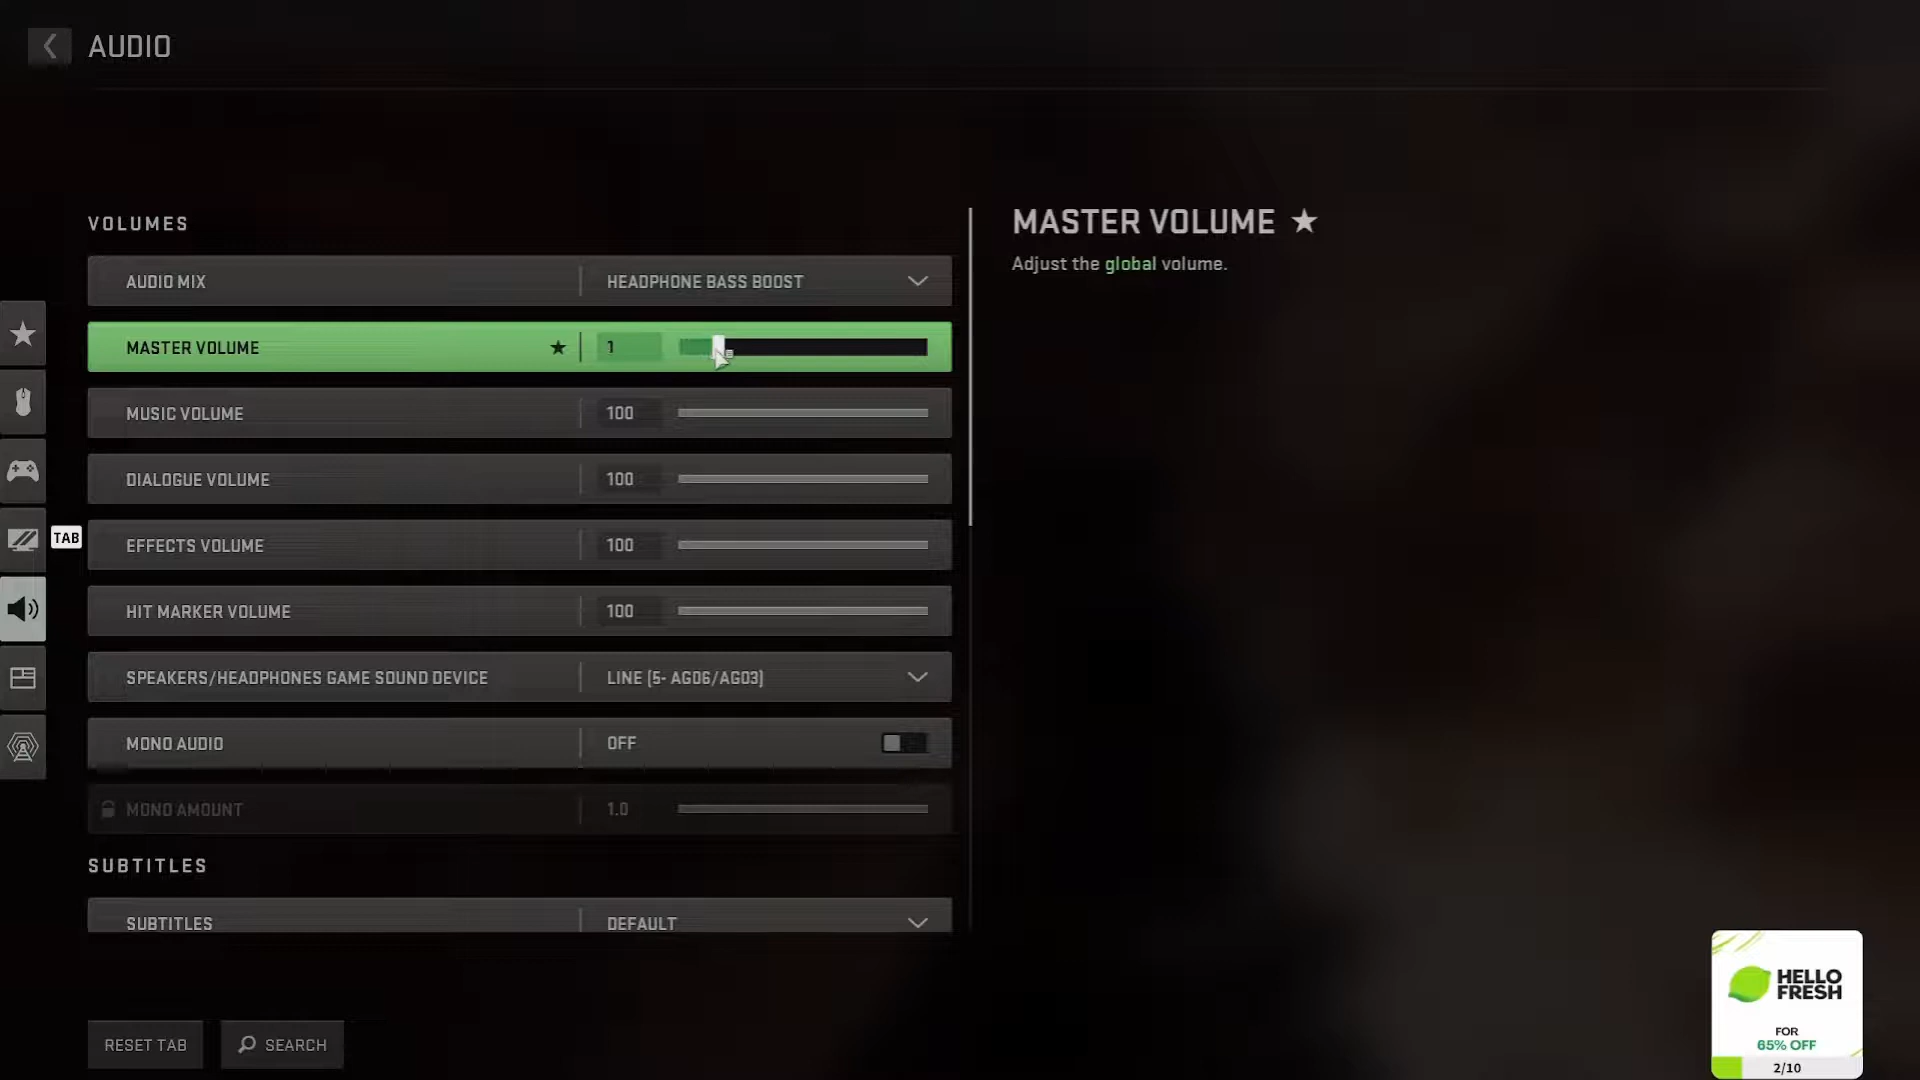 AUDIO
VOLUMES
AUDIO MIX HEADPHONE BASS BOOST
MASTER VOLUME 1
MUSIC VOLUME 100
DIALOGUE VOLUME 100
TAB
EFFECTS VOLUME 100
HIT MARKER VOLUME 100
SPEAKERS/HEADPHONES GAME SOUND DEVICE LINE (5- AG06/AG03)
MONO AUDIO OFF
MONO AMOUNT 1.0
SUBTITLES
SUBTITLES DEFAULT
RESET TAB SEARCH
MASTER VOLUME
Adjust the global volume.
HELLO
FRESH
FOR
65% OFF
2/10